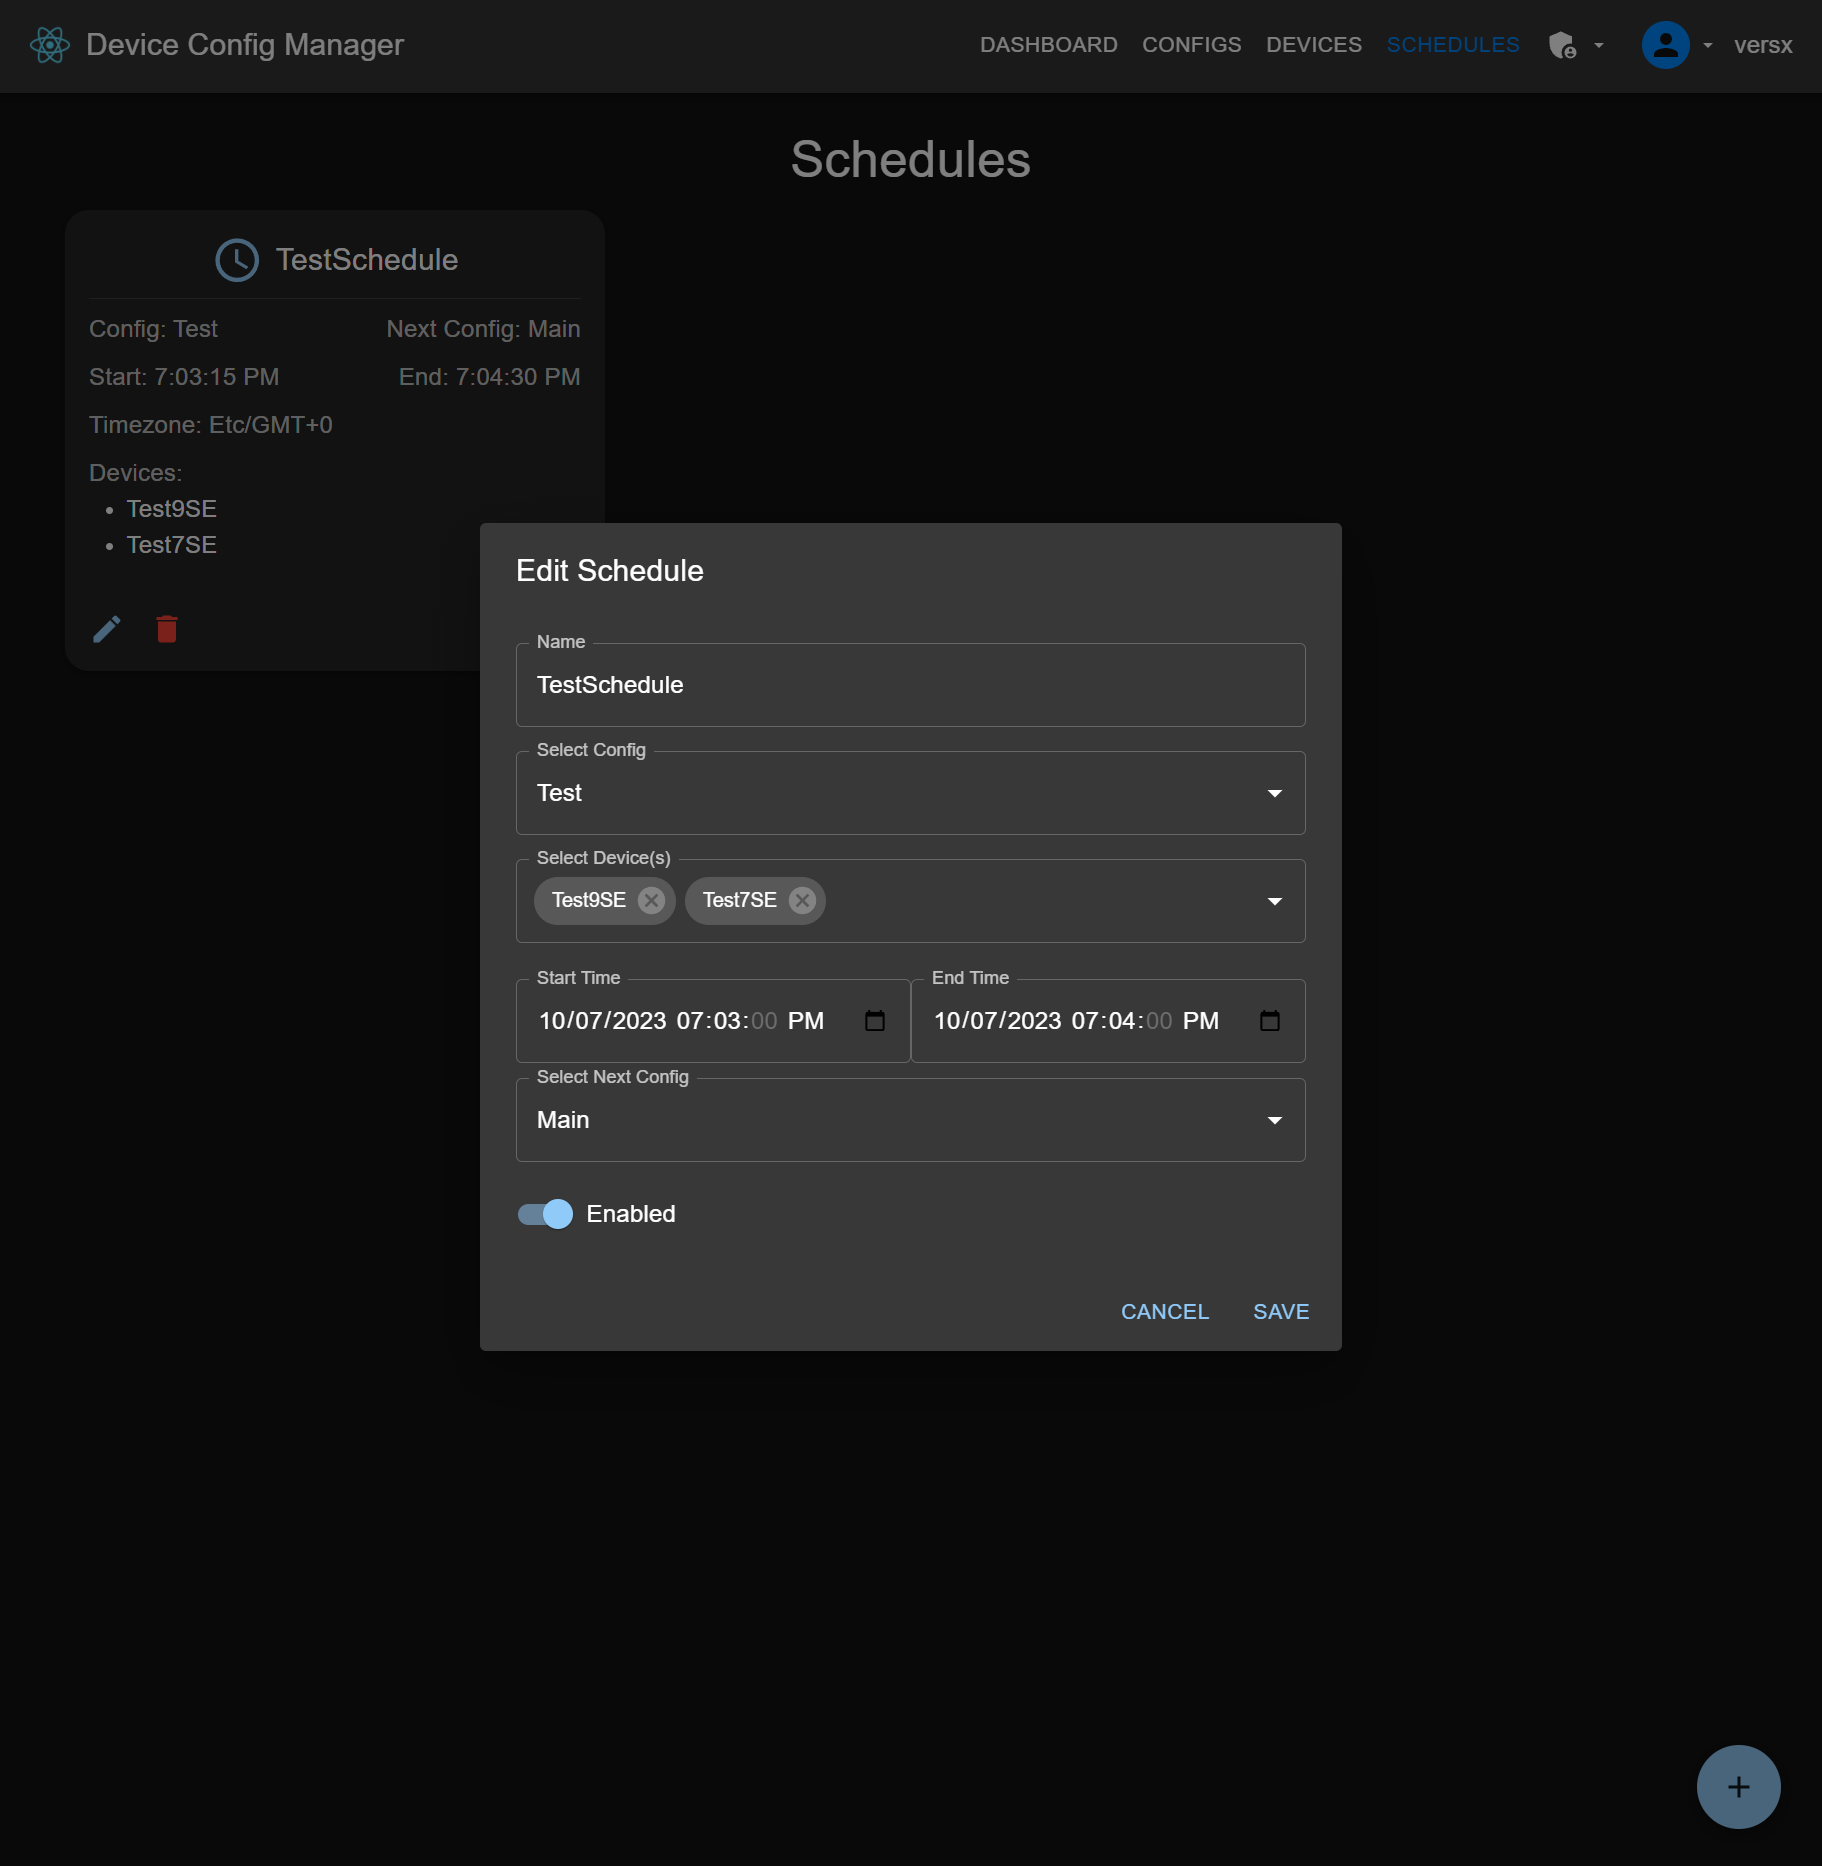 Device Config Manager
DASHBOARD CONFIGS DEVICES SCHEDULES versx
Schedules
TestSchedule
Config: Test Next Config: Main
Start: 7:03:15 PM End: 7:04:30 PM
Timezone: Etc/GMT+0
Devices:
Test9SE
Test7SE
Edit Schedule
Name
TestSchedule
Select Config
Test
Select Device(s)
Test9SE Test7SE
Start Time End Time
10/07/2023 07:03:00 PM 10/07/2023 07:04:00 PM
Select Next Config
Main
Enabled
CANCEL SAVE